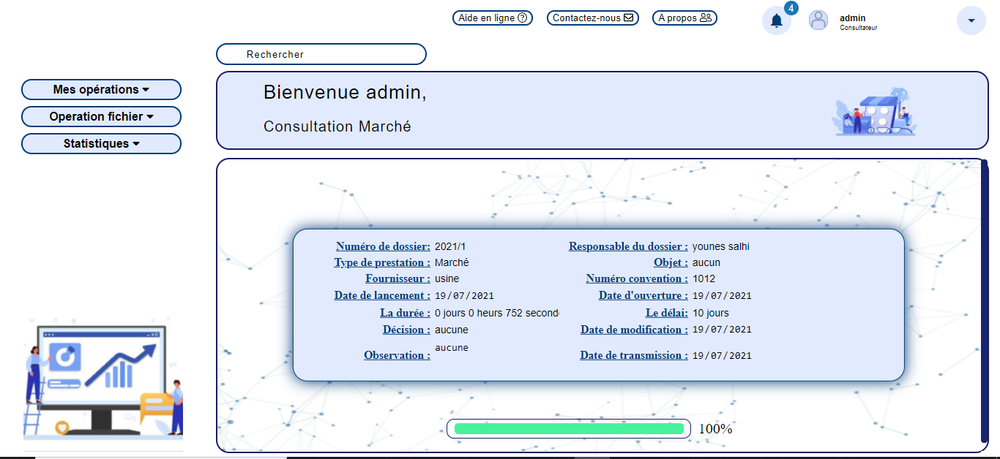 Aide en ligne Contactez-nous A propos 4 admin
Consultateur
Rechercher
Mes opérations
Operation fichier
Statistiques
Bienvenue admin,
Consultation Marché
Numéro de dossier: 2021/1 Responsable du dossier : younes salhi
Type de prestation : Marché Objet : aucun
Fournisseur : usine Numéro convention : 1012
Date de lancement : 19/07/2021 Date d'ouverture : 19/07/2021
La durée : 0 jours 0 heurs 752 second Le délai: 10 jours
Décision : aucune Date de modification : 19/07/2021
Observation : aucune Date de transmission : 19/07/2021
100%